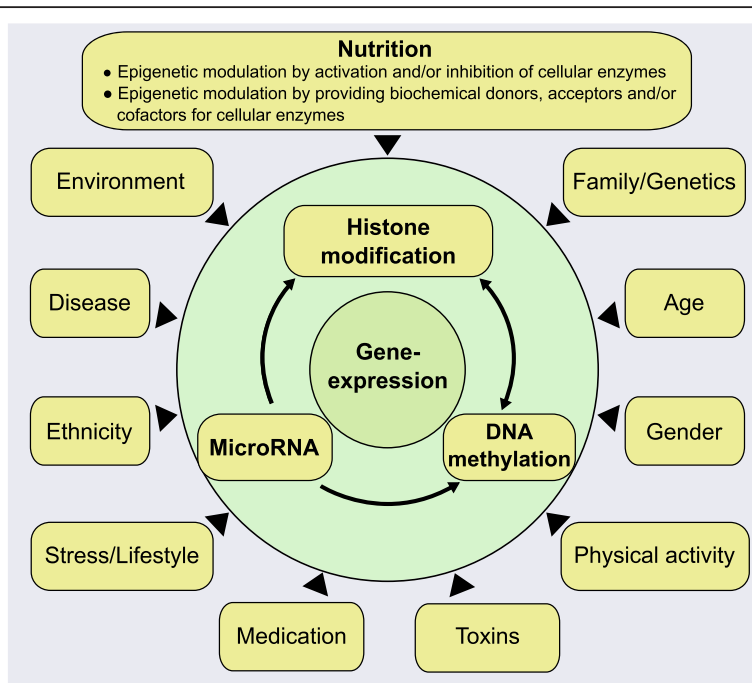 Nutrition
● Epigenetic modulation by activation and/or inhibition of cellular enzymes
● Epigenetic modulation by providing biochemical donors, acceptors and/or
cofactors for cellular enzymes
Environment
Family/Genetics
Histone
modification
Disease
Age
Gene-
expression
Ethnicity
MicroRNA
DNA
methylation
Gender
Stress/Lifestyle
Physical activity
Medication
Toxins